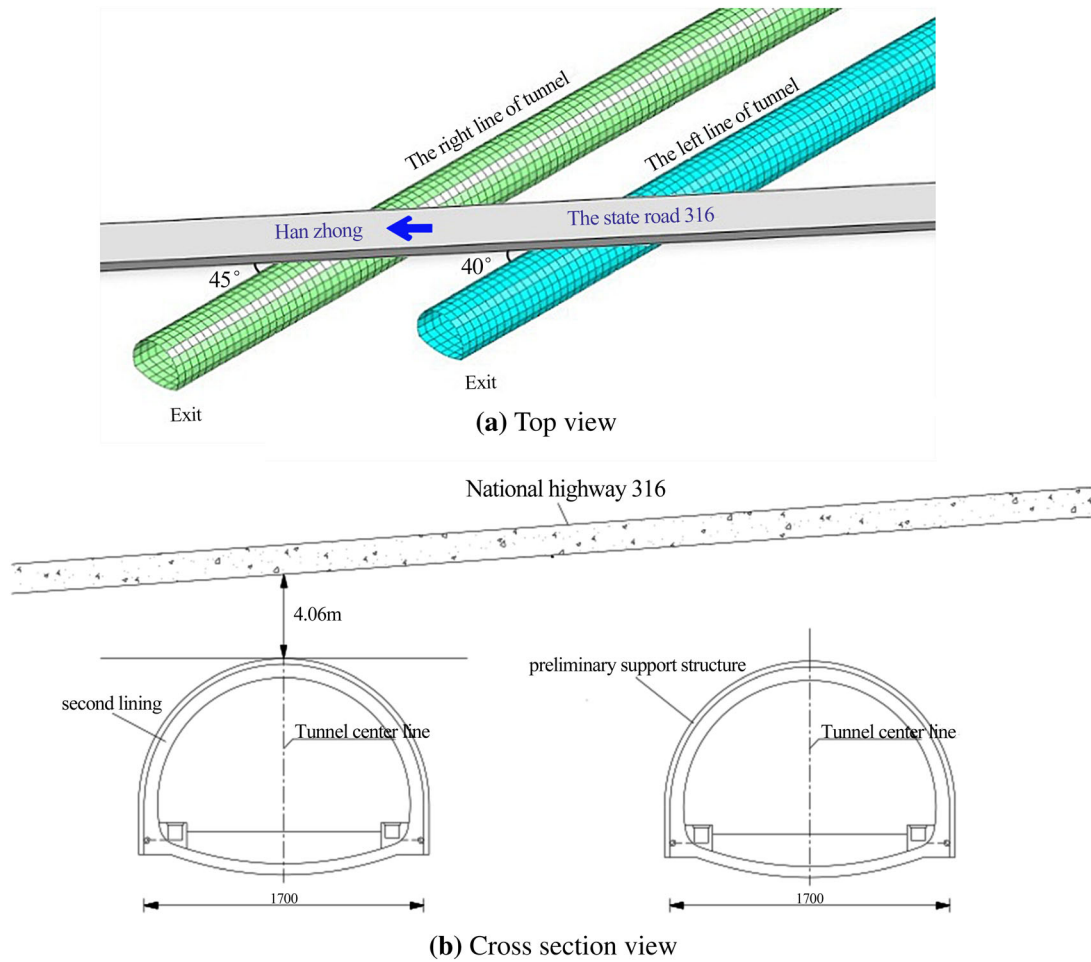 The right line of tunnel
The left line of tunnel
The state road 316
Han zhong
45°
40°
Exit
Exit
(a) Top view
National highway 316
4.06m
preliminary support structure
second lining
Tunnel center line
Tunnel center line
1700
1700
(b) Cross section view